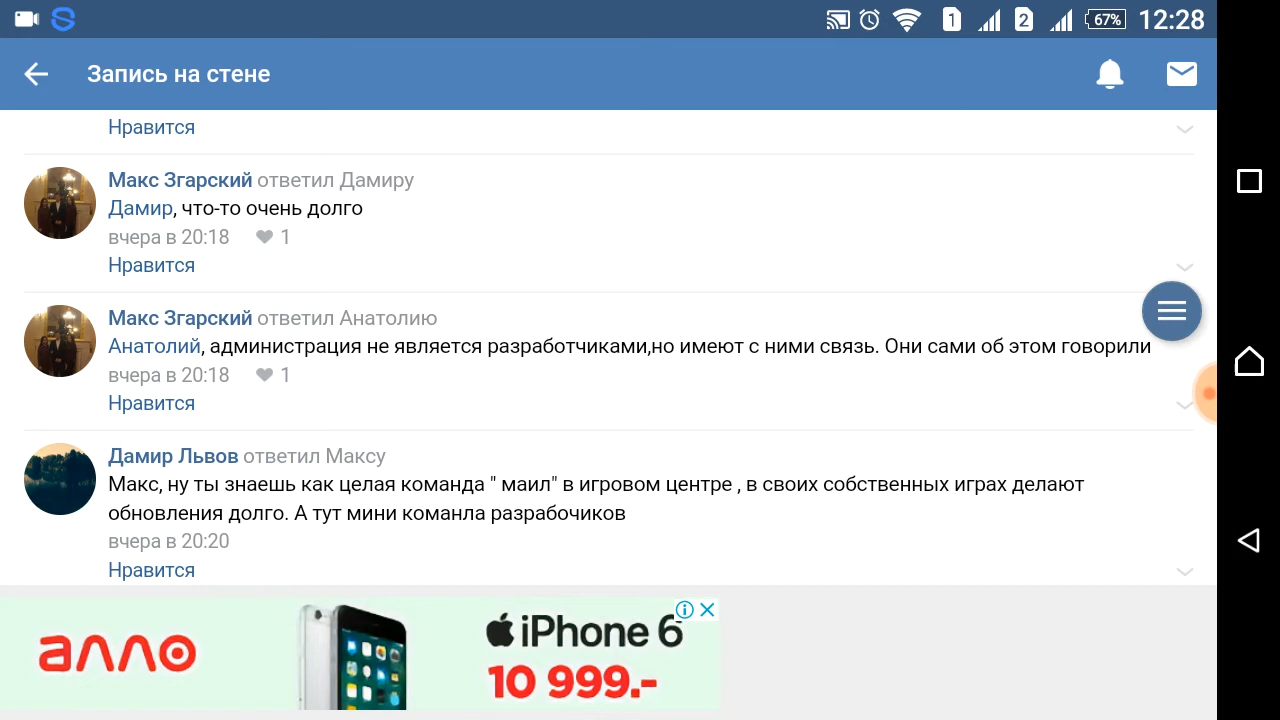 1 2 67% 12:28
Запись на стене
Нравится
Макс Згарский ответил Дамиру
Дамир, что-то очень долго
вчера в 20:18 1
Нравится
Макс Згарский ответил Анатолию
Анатолий, администрация не является разработчиками,но имеют с ними связь. Они сами об этом говорили
вчера в 20:18 1
Нравится
Дамир Львов ответил Максу
Макс, ну ты знаешь как целая команда " маил" в игровом центре , в своих собственных играх делают
обновления долго. А тут мини команла разрабочиков
вчера в 20:20
Нравится
алло
iPhone 6
10 999.-